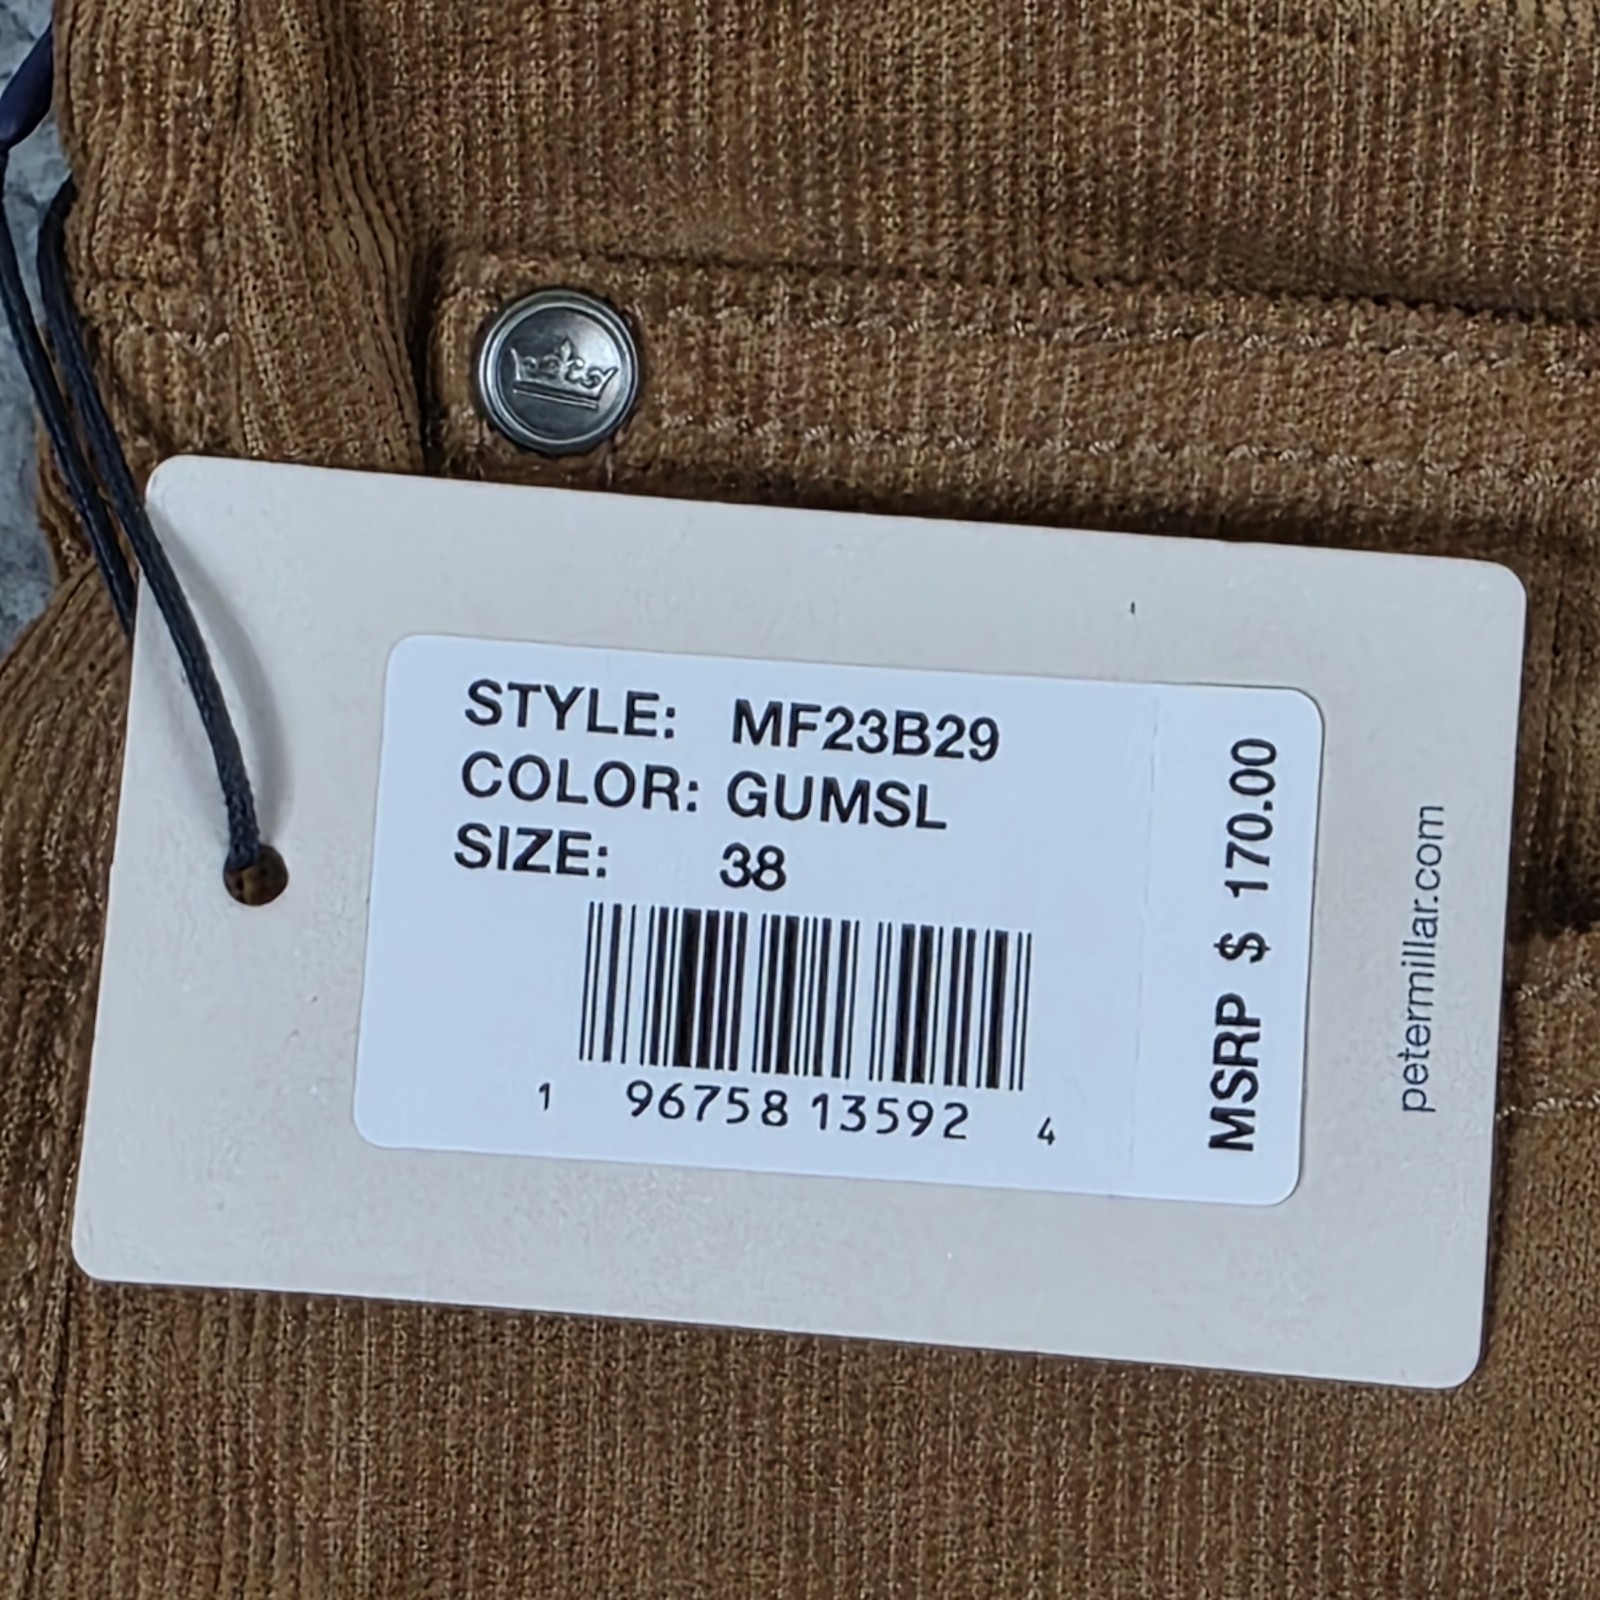 STYLE: MF23B29
COLOR: GUMSL
SIZE: 38
1 96758 13592 4
MSRP $ 170.00
petermillar.com